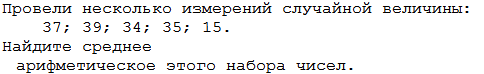 Провели несколько измерений случайной величины:
37; 39; 34; 35; 15.
Найдите среднее
арифметическое этого набора чисел.